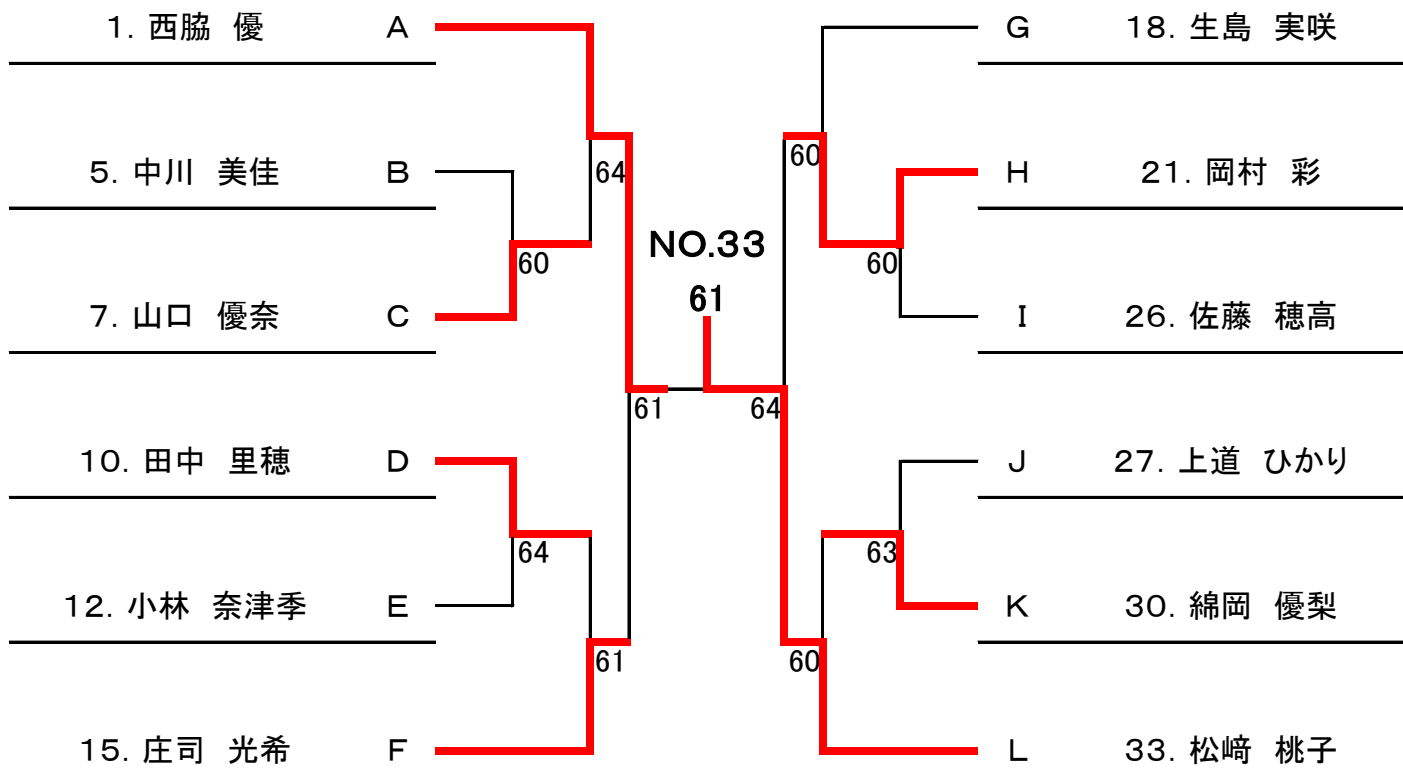 1. 西脇 優 A
5. 中川 美佳 B
64
60
7. 山口 優奈 C
10. 田中 里穂 D
61
64
12. 小林 奈津季 E
61
15. 庄司 光希 F
NO.33
61
G 18. 生島 実咲
60
H 21. 岡村 彩
60
I 26. 佐藤 穂高
64
J 27. 上道 ひかり
63
K 30. 綿岡 優梨
60
L 33. 松﨑 桃子